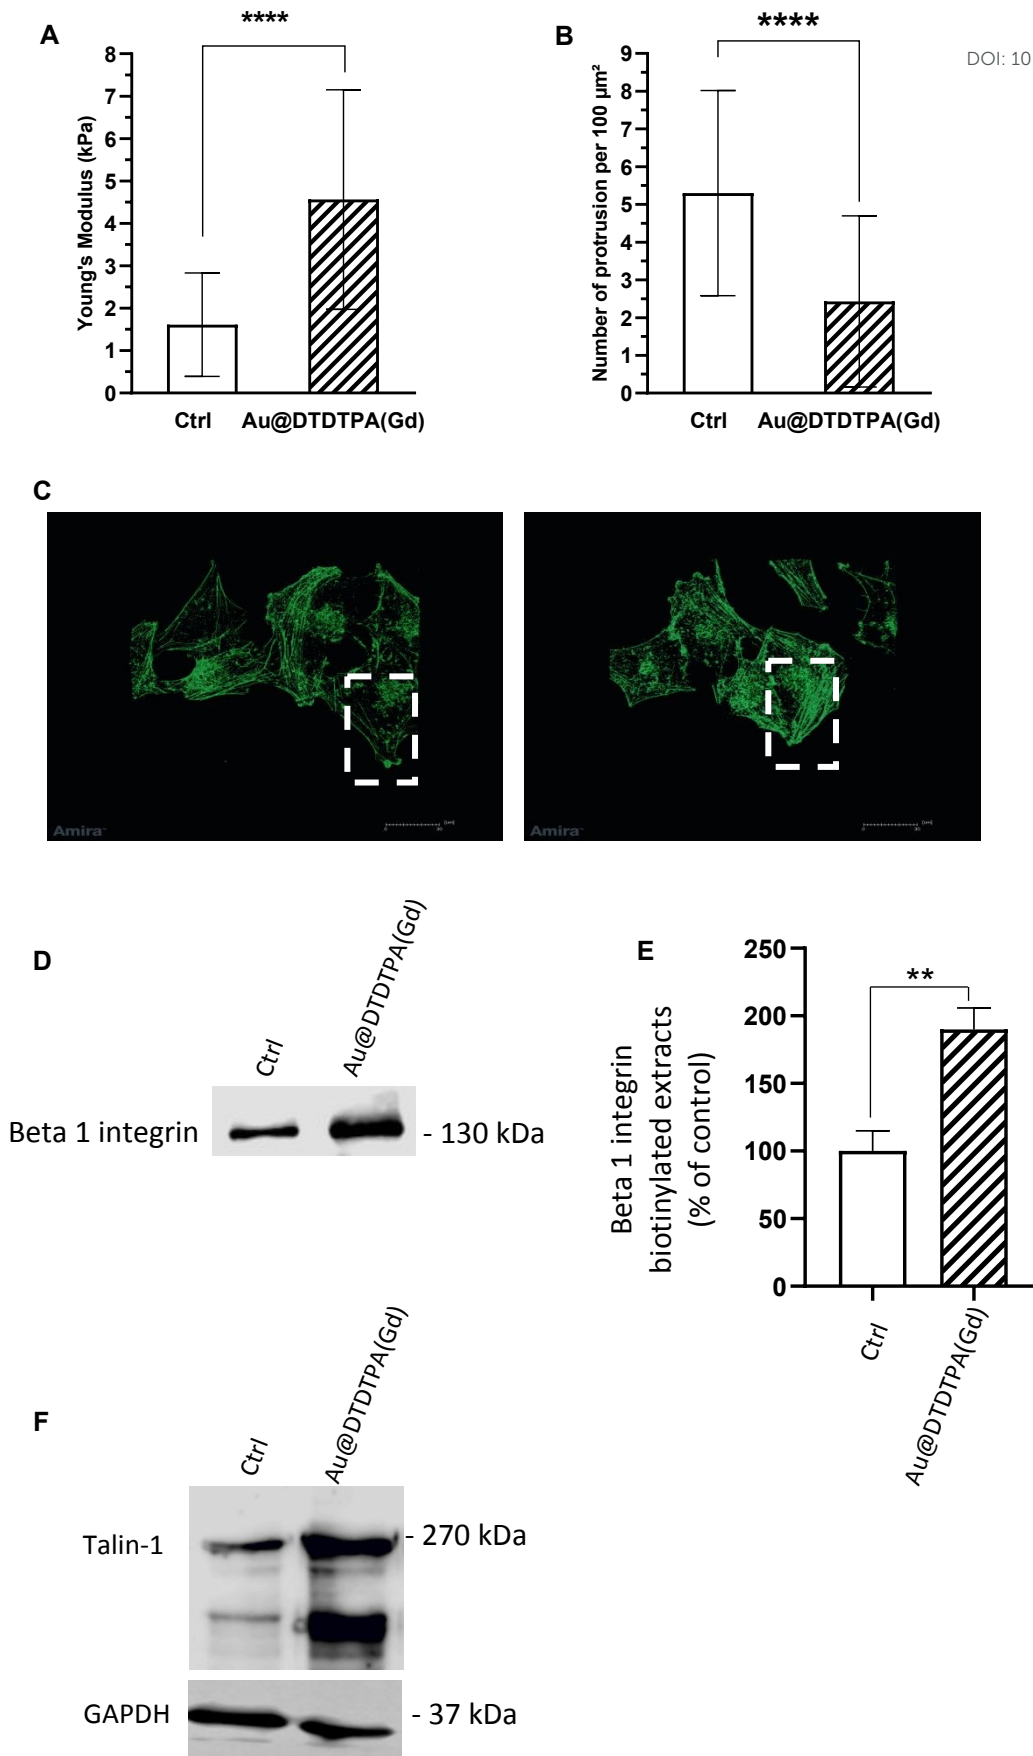 A
****
Young's Modulus (kPa)
8
7
6
5
4
3
2
1
0
Ctrl
Au@DTDTPA(Gd)
B
****
DOI: 10
Number of protrusion per 100 µm²
9
8
7
6
5
4
3
2
1
0
Ctrl
Au@DTDTPA(Gd)
C
Amira
D
Ctrl
Au@DTDTPA(Gd)
Beta 1 integrin
- 130 kDa
E
**
Beta 1 integrin
biotinylated extracts
(% of control)
250
200
150
100
50
0
Ctrl
Au@DTDTPA(Gd)
F
Ctrl
Au@DTDTPA(Gd)
Talin-1
- 270 kDa
GAPDH
- 37 kDa